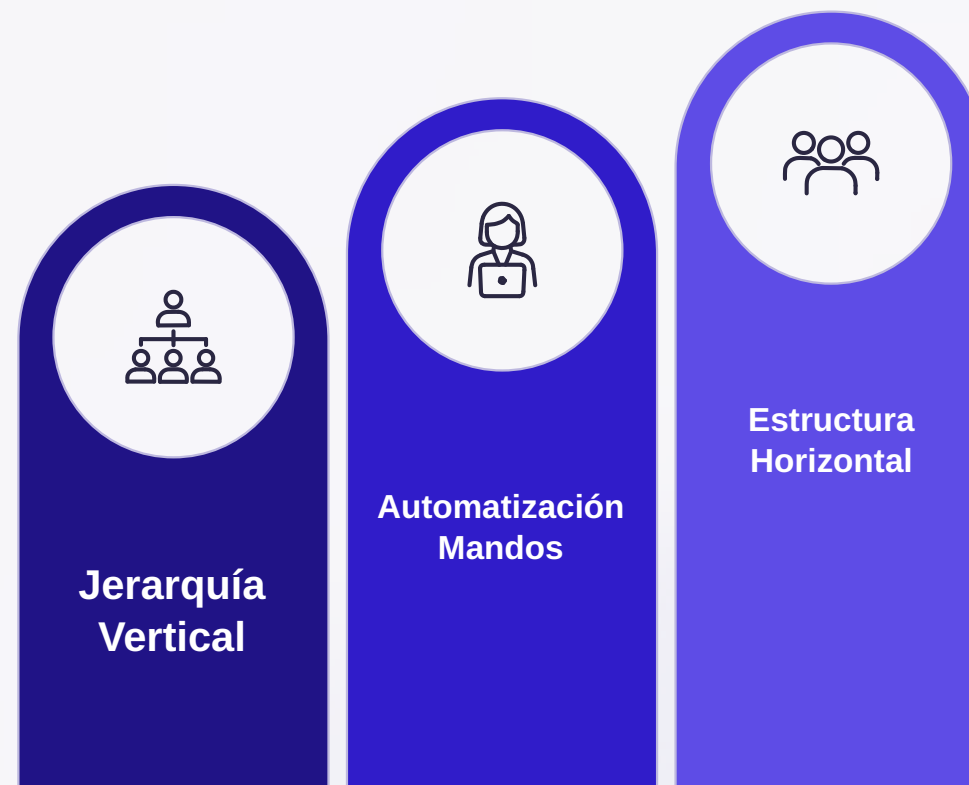 Jerarquía
Vertical
Automatización
Mandos
Estructura
Horizontal